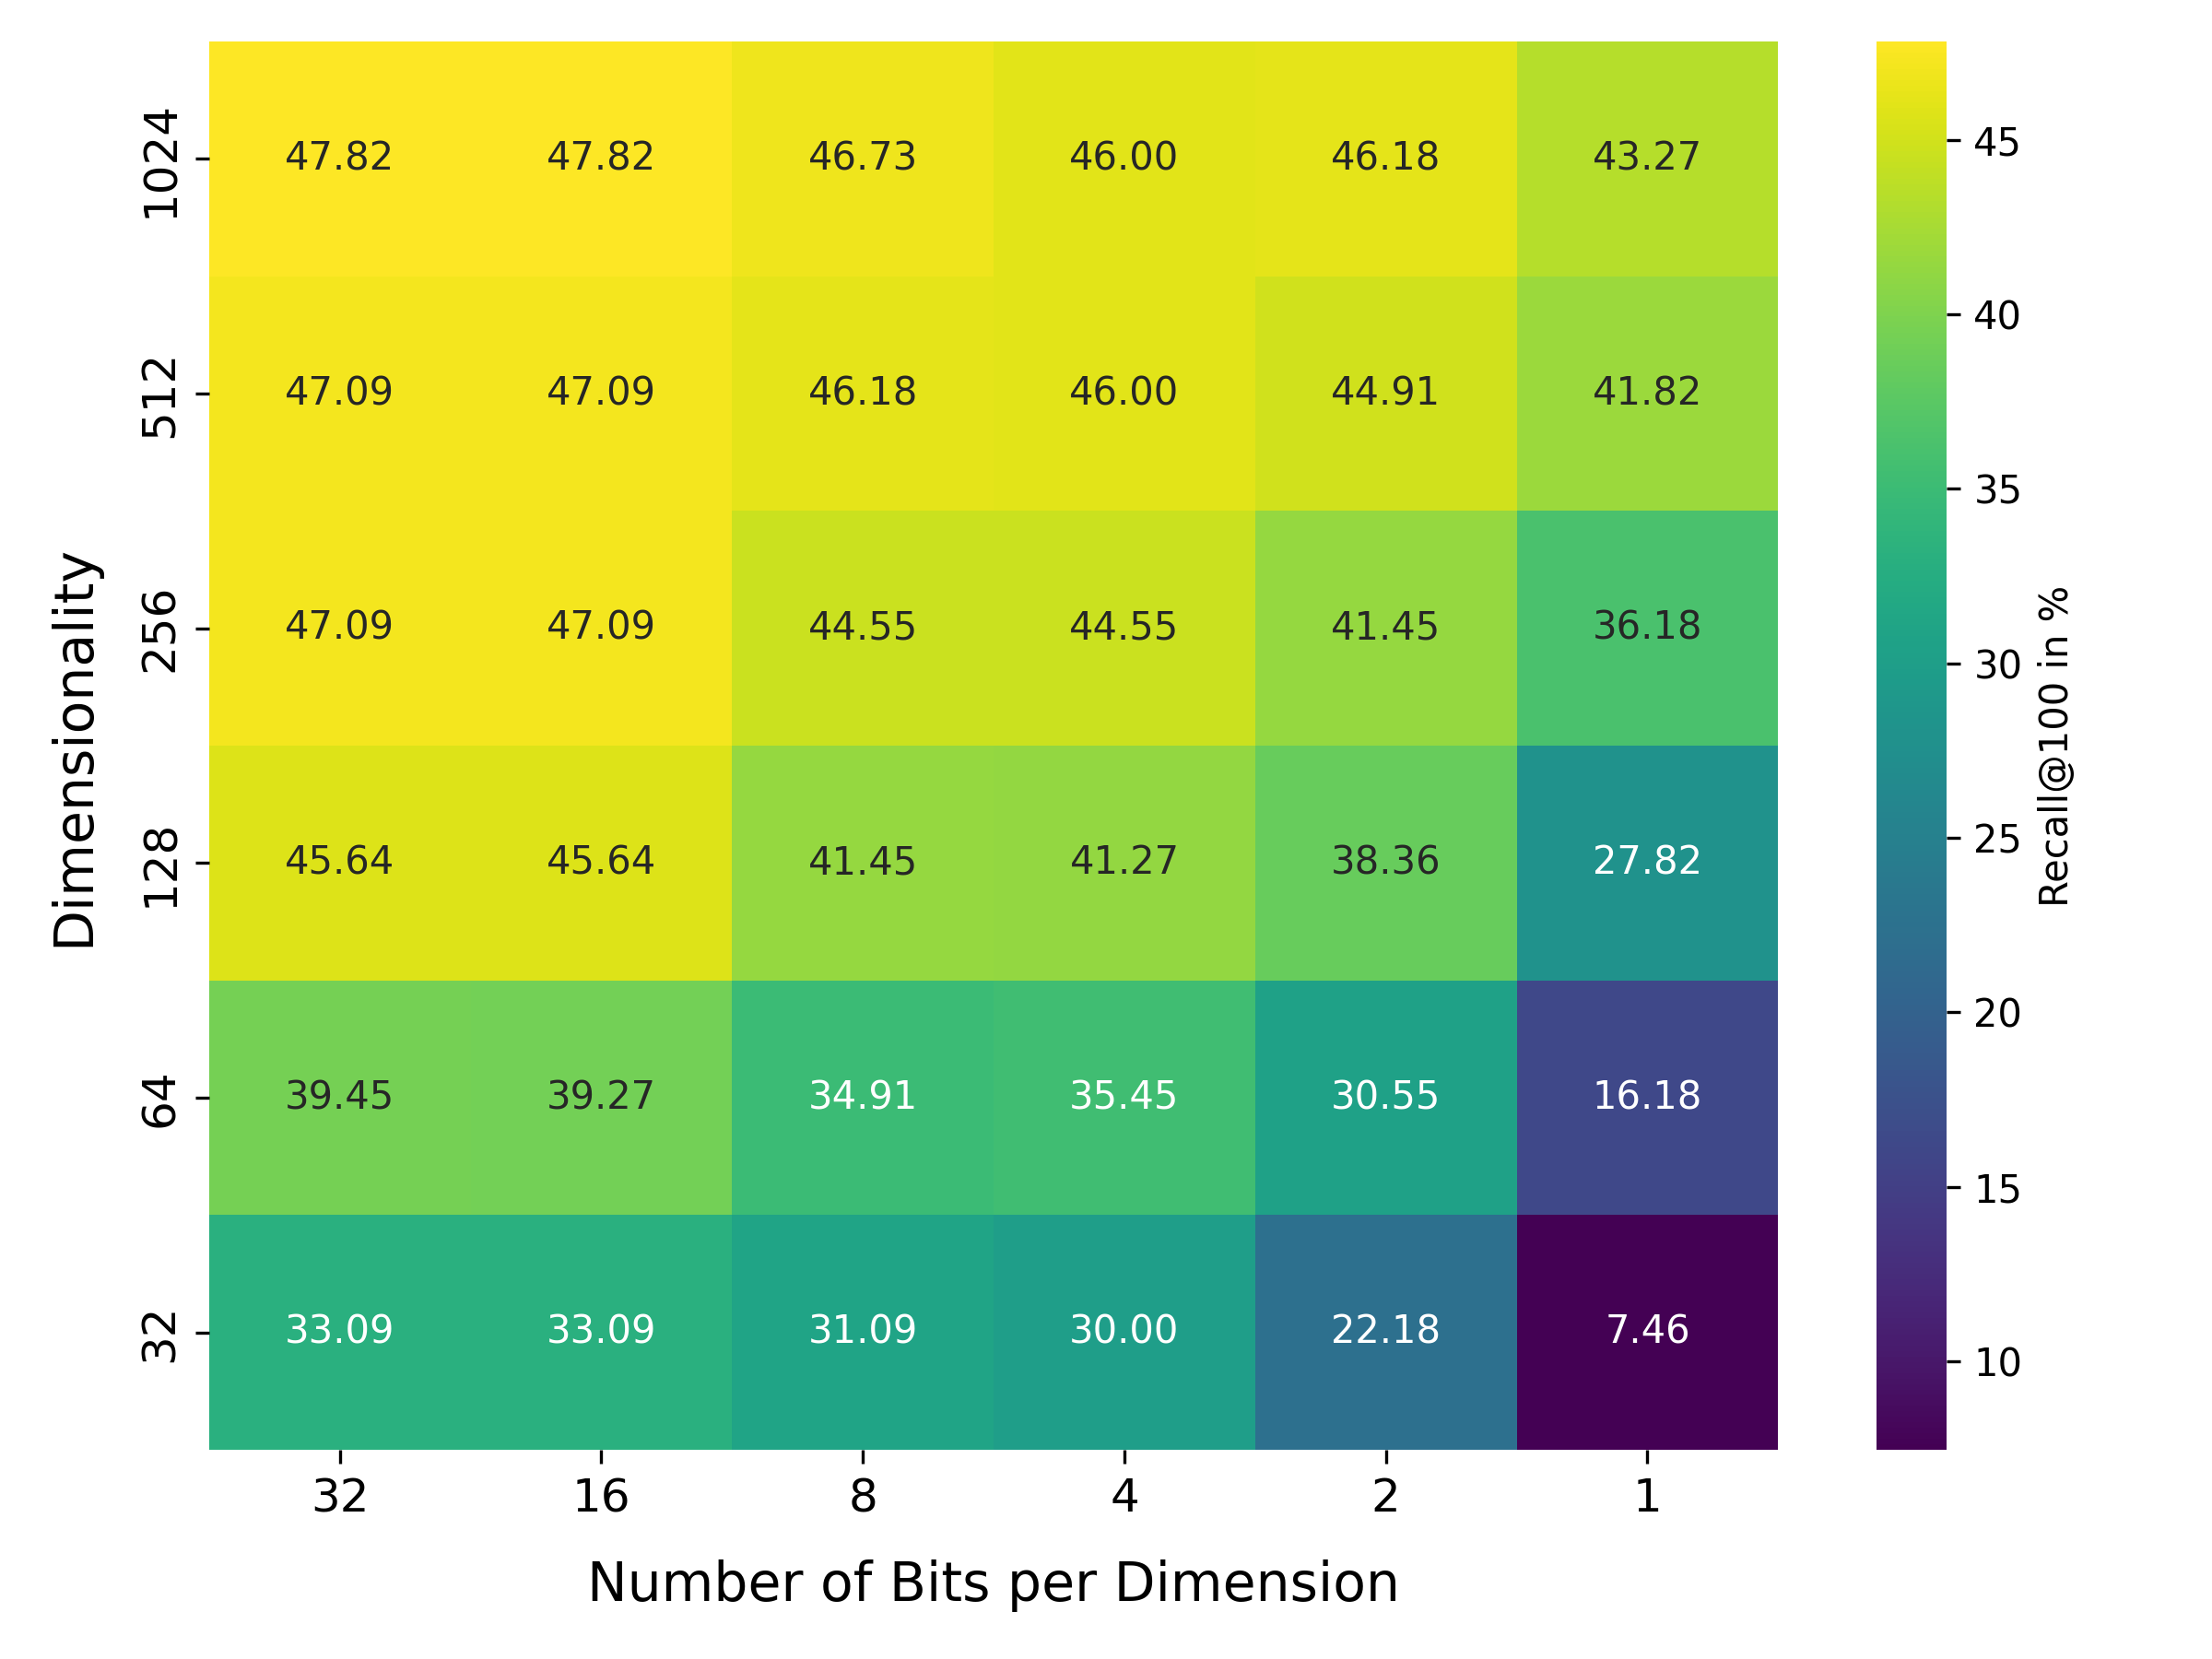 1024 47.82 47.82 46.73 46.00 46.18 43.27
512 47.09 47.09 46.18 46.00 44.91 41.82
256 47.09 47.09 44.55 44.55 41.45 36.18
128 45.64 45.64 41.45 41.27 38.36 27.82
64 39.45 39.27 34.91 35.45 30.55 16.18
32 33.09 33.09 31.09 30.00 22.18 7.46
32 16 8 4 2 1
Number of Bits per Dimension
Dimensionality
45
40
35
30
25
20
15
10
Recall@100 in %